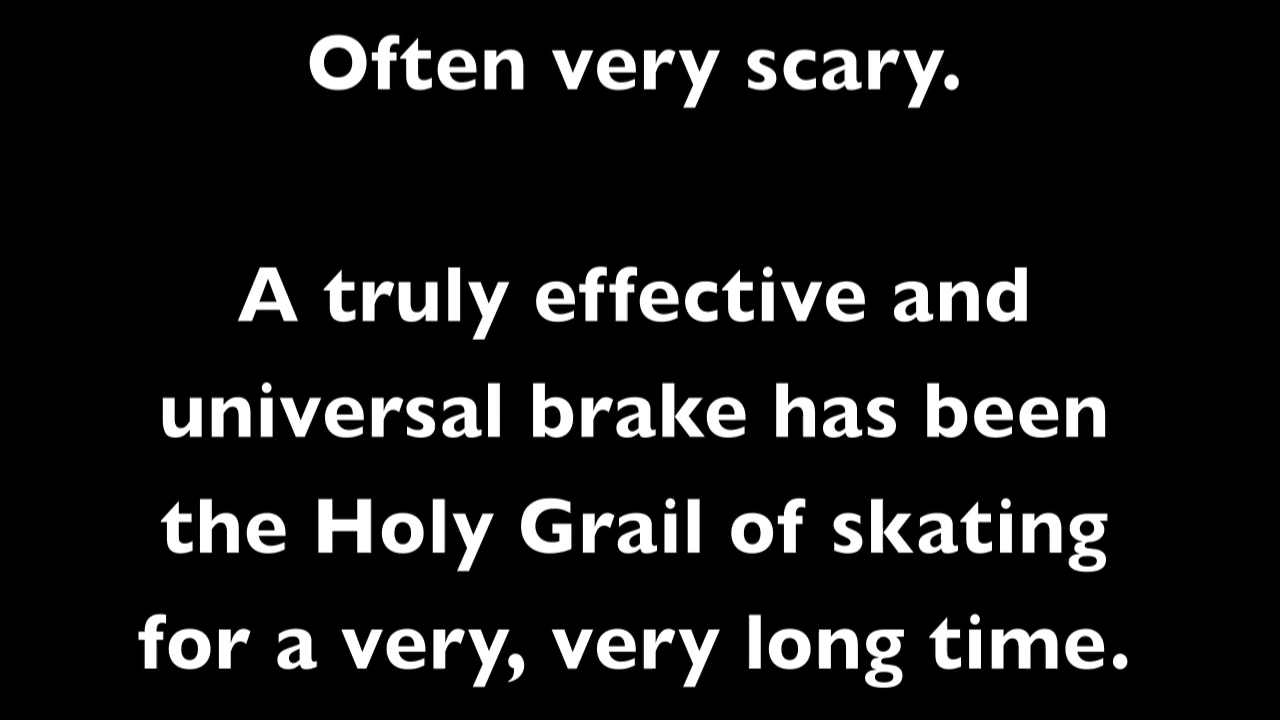 Often very scary.
A truly effective and
universal brake has been
the Holy Grail of skating
for a very, very long time.